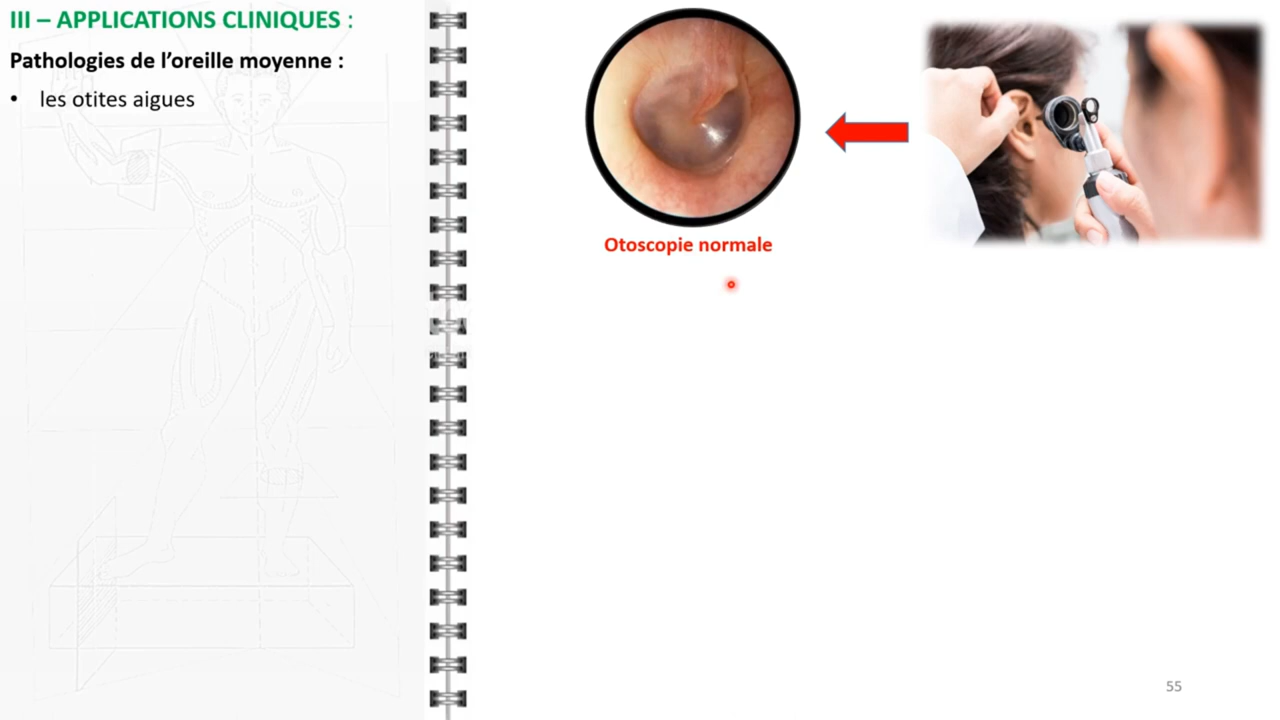 III – APPLICATIONS CLINIQUES :
Pathologies de l’oreille moyenne :
• les otites aigues
Otoscopie normale
55